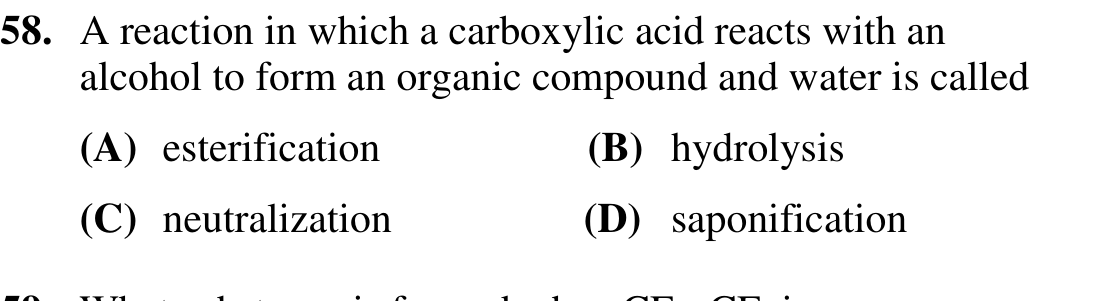 58. A reaction in which a carboxylic acid reacts with an
alcohol to form an organic compound and water is called
(A) esterification (B) hydrolysis
(C) neutralization (D) saponification